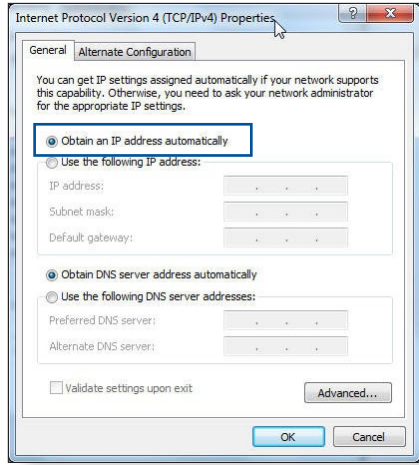 Internet Protocol Version 4 (TCP/IPv4) Properties
General
Alternate Configuration
You can get IP settings assigned automatically if your network supports
this capability. Otherwise, you need to ask your network administrator
for the appropriate IP settings.
Obtain an IP address automatically
Use the following IP address:
IP address:
Subnet mask:
Default gateway:
Obtain DNS server address automatically
Use the following DNS server addresses:
Preferred DNS server:
Alternate DNS server:
Validate settings upon exit
Advanced...
OK
Cancel